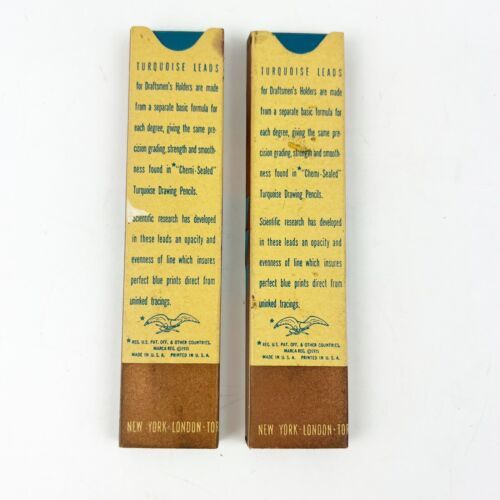 TURQUOISE LEADS
for Draftsmen's Holders are made
from a separate basic formula for
each degree, giving the same pre-
cision grading, strength and smooth-
ness found in *"Chemi-Sealed"
Turquoise Drawing Pencils.
Scientific research has developed
in these leads an opacity and
evenness of line which insures
perfect blue prints direct from
uninked tracings.
* REG. U.S. PAT. OFF. & OTHER COUNTRIES.
MARCA REG. ©
MADE IN U.S.A. PRINTED IN U.S.A.
NEW YORK-LONDON-TOR
TURQUOISE LEADS
for Draftsmen's Holders are made
from a separate basic formula for
each degree, giving the same pre-
cision grading, strength and smooth-
ness found in *"Chemi-Sealed"
Turquoise Drawing Pencils.
Scientific research has developed
in these leads an opacity and
evenness of line which insures
perfect blue prints direct from
uninked tracings.
* REG. U.S. PAT. OFF. & OTHER COUNTRIES.
MARCA REG. ©
MADE IN U.S.A. PRINTED IN U.S.A.
NEW YORK-LONDON-TOR